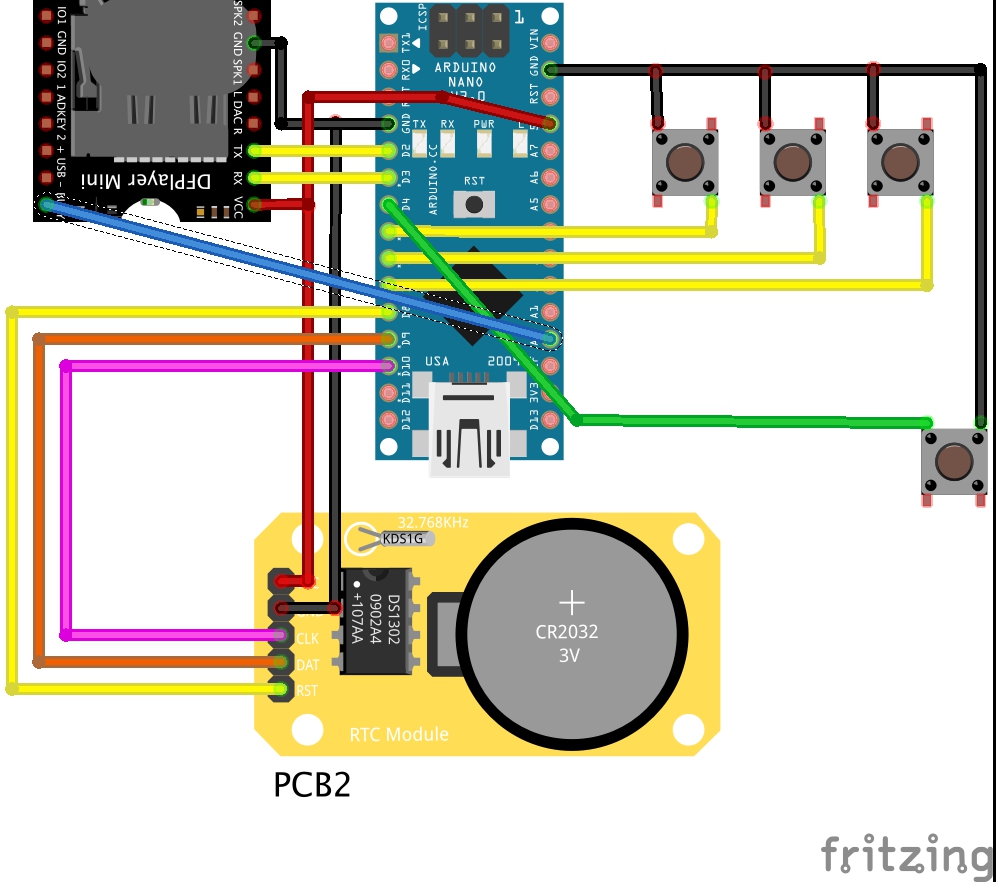 IO1 GND IO2 1 ADKEY 2 + USB -
SPK2
GND
SPK1
L DAC R
TX
RX
VCC
DFPlayer Mini
ICSP
1
TX1
RX0
RST
GND
D2
D3
D4
D9
D10
D11
D12
ARDUINO
NANO
V3.0
TX
RX
PWR
L
ARDUINO.CC
RST
USA
VIN
GND
RST
A7
A6
A5
A1
3V3
D13
32.768KHz
KDS1G
CLK
DAT
RST
DS1302
0902A4
+107AA
CR2032
3V
RTC Module
PCB2
fritzing